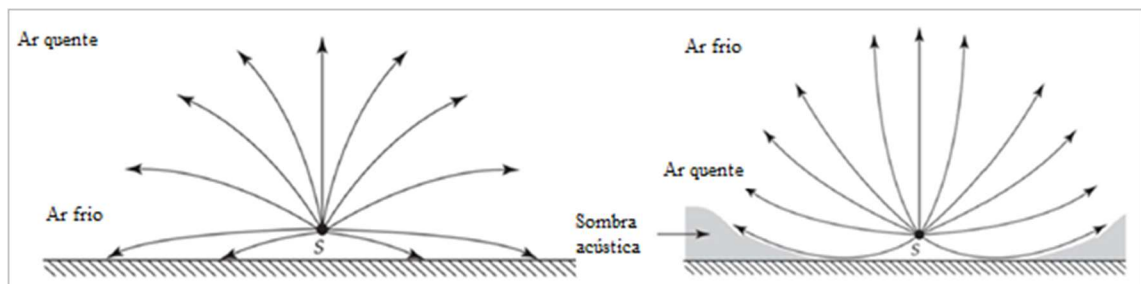 Ar quente
Ar frio
S
Ar frio
Ar quente
Sombra
acústica
S